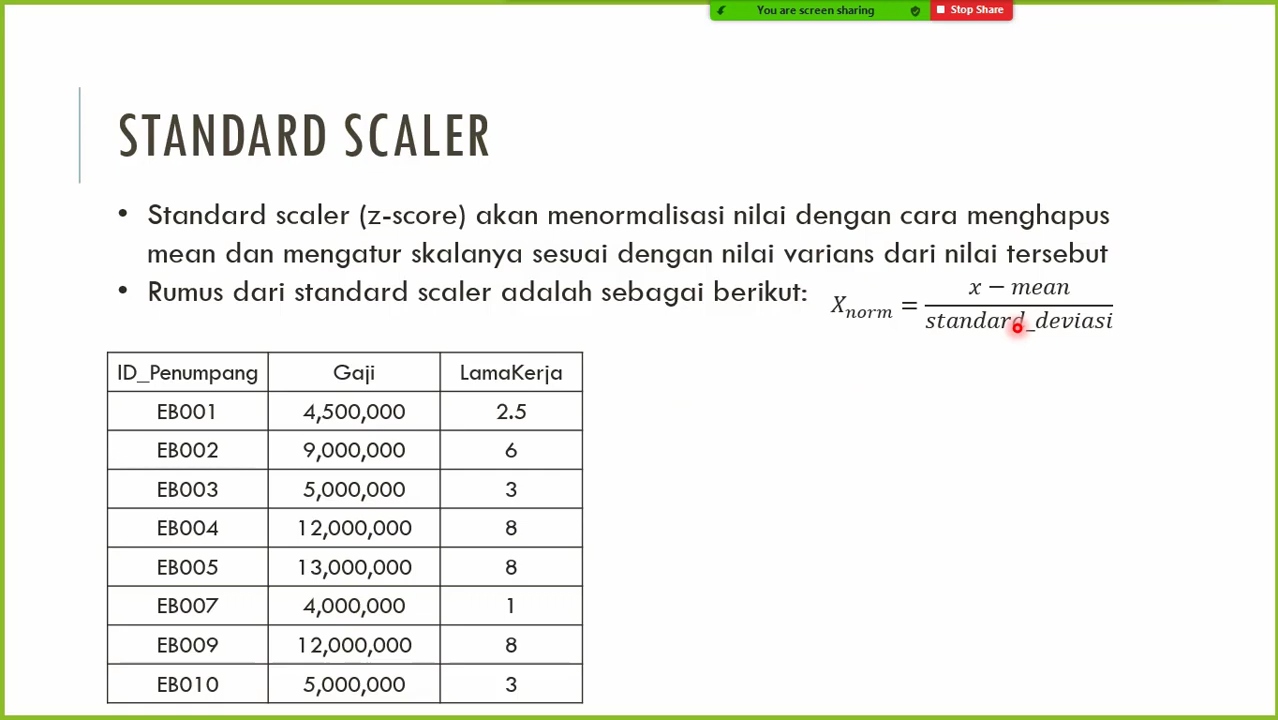 You are screen sharing Stop Share
STANDARD SCALER
• Standard scaler (z-score) akan menormalisasi nilai dengan cara menghapus
mean dan mengatur skalanya sesuai dengan nilai varians dari nilai tersebut
• Rumus dari standard scaler adalah sebagai berikut:
X_norm = (x − mean) / standard_deviasi
ID_Penumpang Gaji LamaKerja
EB001 4,500,000 2.5
EB002 9,000,000 6
EB003 5,000,000 3
EB004 12,000,000 8
EB005 13,000,000 8
EB007 4,000,000 1
EB009 12,000,000 8
EB010 5,000,000 3